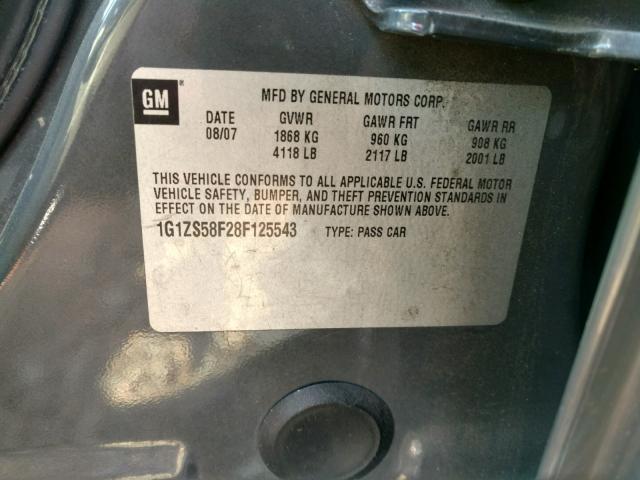 GM ®
MFD BY GENERAL MOTORS CORP.
DATE GVWR GAWR FRT GAWR RR
08/07 1868 KG 960 KG 908 KG
4118 LB 2117 LB 2001 LB
THIS VEHICLE CONFORMS TO ALL APPLICABLE U.S. FEDERAL MOTOR
VEHICLE SAFETY, BUMPER, AND THEFT PREVENTION STANDARDS IN
EFFECT ON THE DATE OF MANUFACTURE SHOWN ABOVE.
1G1ZS58F28F125543 TYPE: PASS CAR